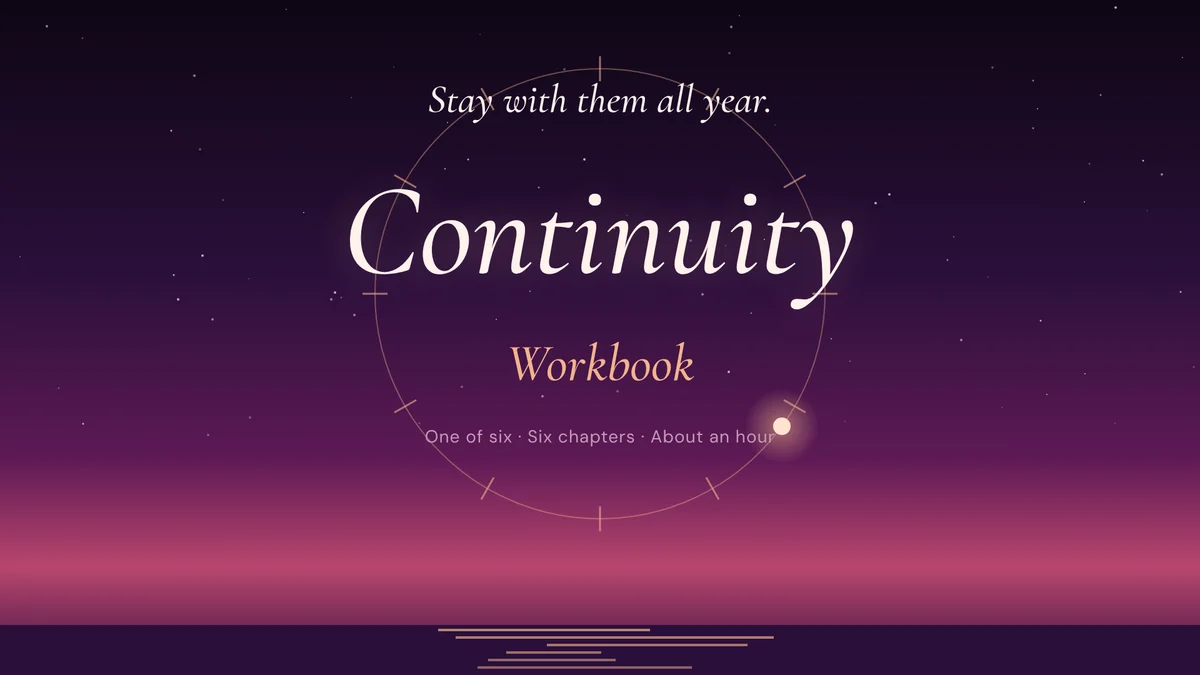 Stay with them all year.
Continuity
Workbook
One of six · Six chapters · About an hour